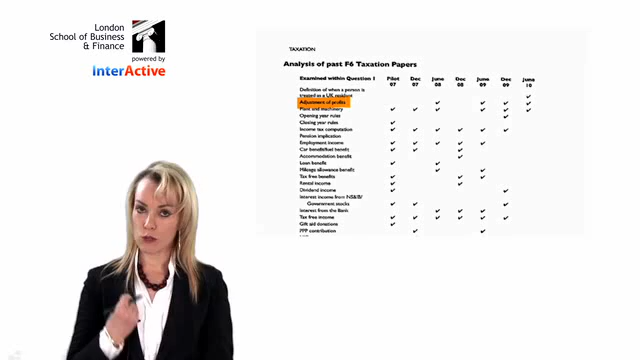 London
School of Business
& Finance
powered by
InterActive
TAXATION
Analysis of past F6 Taxation Papers
Examined within Question 1 Pilot 07 Dec 07 June 08 Dec 08 June 09 Dec 09 June 10
Definition of when a person is
treated as a UK resident ✓
Adjustment of profits ✓ ✓ ✓ ✓
Plant and machinery ✓ ✓ ✓ ✓ ✓ ✓
Opening year rules ✓
Closing year rules ✓
Income tax computation ✓ ✓ ✓ ✓ ✓ ✓
Pension implication
Employment income ✓ ✓ ✓ ✓ ✓
Car benefit/fuel benefit ✓ ✓ ✓
Accommodation benefit ✓
Loan benefit ✓ ✓
Mileage allowance benefit ✓ ✓
Tax free benefits ✓ ✓ ✓
Rental income ✓ ✓
Dividend income ✓ ✓
Interest income from NS&IB/
Government stocks ✓ ✓ ✓
Interest from the Bank ✓ ✓ ✓ ✓
Tax free income ✓ ✓ ✓ ✓ ✓ ✓
Gift aid donations ✓
PPP contribution ✓ ✓